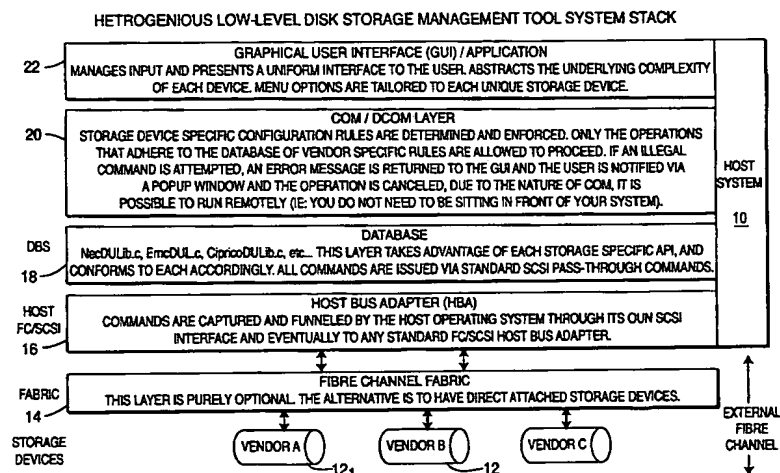 HETROGENIOUS LOW-LEVEL DISK STORAGE MANAGEMENT TOOL SYSTEM STACK
22
GRAPHICAL USER INTERFACE (GUI) / APPLICATION
MANAGES INPUT AND PRESENTS A UNIFORM INTERFACE TO THE USER. ABSTRACTS THE UNDERLYING COMPLEXITY
OF EACH DEVICE. MENU OPTIONS ARE TAILORED TO EACH UNIQUE STORAGE DEVICE.
20
COM / DCOM LAYER
STORAGE DEVICE SPECIFIC CONFIGURATION RULES ARE DETERMINED AND ENFORCED. ONLY THE OPERATIONS
THAT ADHERE TO THE DATABASE OF VENDOR SPECIFIC RULES ARE ALLOWED TO PROCEED. IF AN ILLEGAL
COMMAND IS ATTEMPTED, AN ERROR MESSAGE IS RETURNED TO THE GUI AND THE USER IS NOTIFIED VIA
A POPUP WINDOW AND THE OPERATION IS CANCELED, DUE TO THE NATURE OF COM, IT IS
POSSIBLE TO RUN REMOTELY (IE: YOU DO NOT NEED TO BE SITTING IN FRONT OF YOUR SYSTEM).
HOST
SYSTEM
10
DBS
18
DATABASE
NecDULib.c, EmcDUL.c, CipricoDULib.c, etc... THIS LAYER TAKES ADVANTAGE OF EACH STORAGE SPECIFIC API, AND
CONFORMS TO EACH ACCORDINGLY. ALL COMMANDS ARE ISSUED VIA STANDARD SCSI PASS-THROUGH COMMANDS.
HOST
FC/SCSI
16
HOST BUS ADAPTER (HBA)
COMMANDS ARE CAPTURED AND FUNNELED BY THE HOST OPERATING SYSTEM THROUGH ITS OUN SCSI
INTERFACE AND EVENTUALLY TO ANY STANDARD FC/SCSI HOST BUS ADAPTER.
FABRIC
14
FIBRE CHANNEL FABRIC
THIS LAYER IS PURELY OPTIONAL. THE ALTERNATIVE IS TO HAVE DIRECT ATTACHED STORAGE DEVICES.
EXTERNAL
FIBRE
CHANNEL
STORAGE
DEVICES
VENDOR A
12₁
VENDOR B
12
VENDOR C